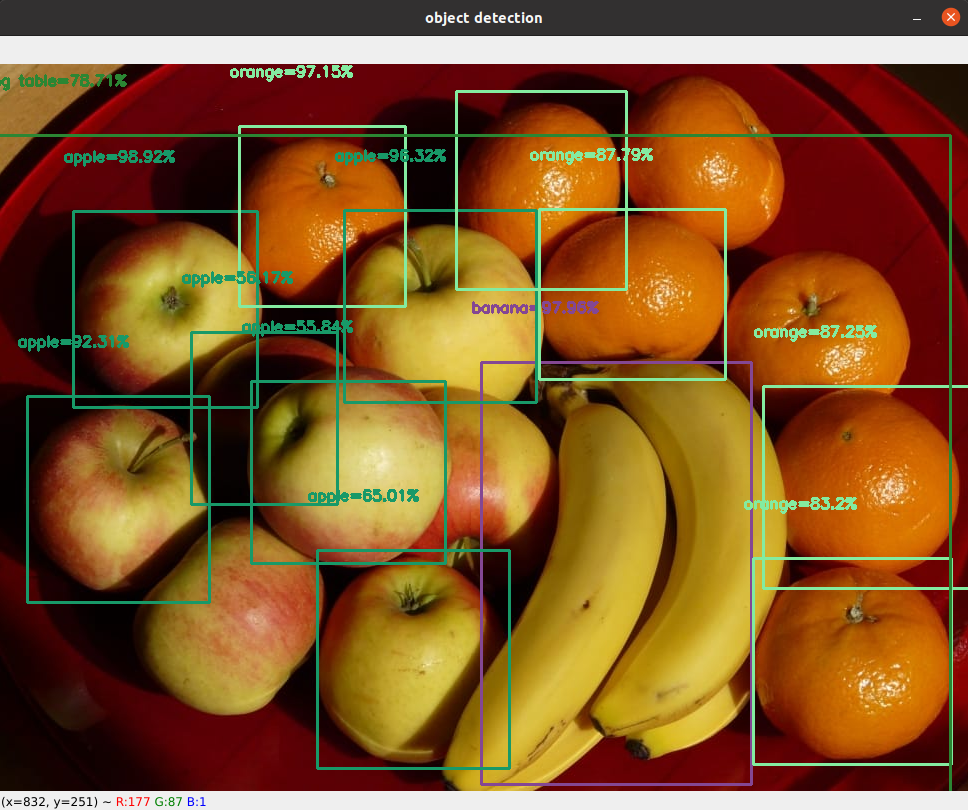 object detection
g table=78.71%
orange=97.15%
apple=98.92%
apple=96.32%
orange=87.79%
apple=56.17%
banana=97.98%
apple=55.84%
orange=87.25%
apple=92.31%
apple=65.01%
orange=83.2%
(x=832, y=251) ~ R:177 G:87 B:1